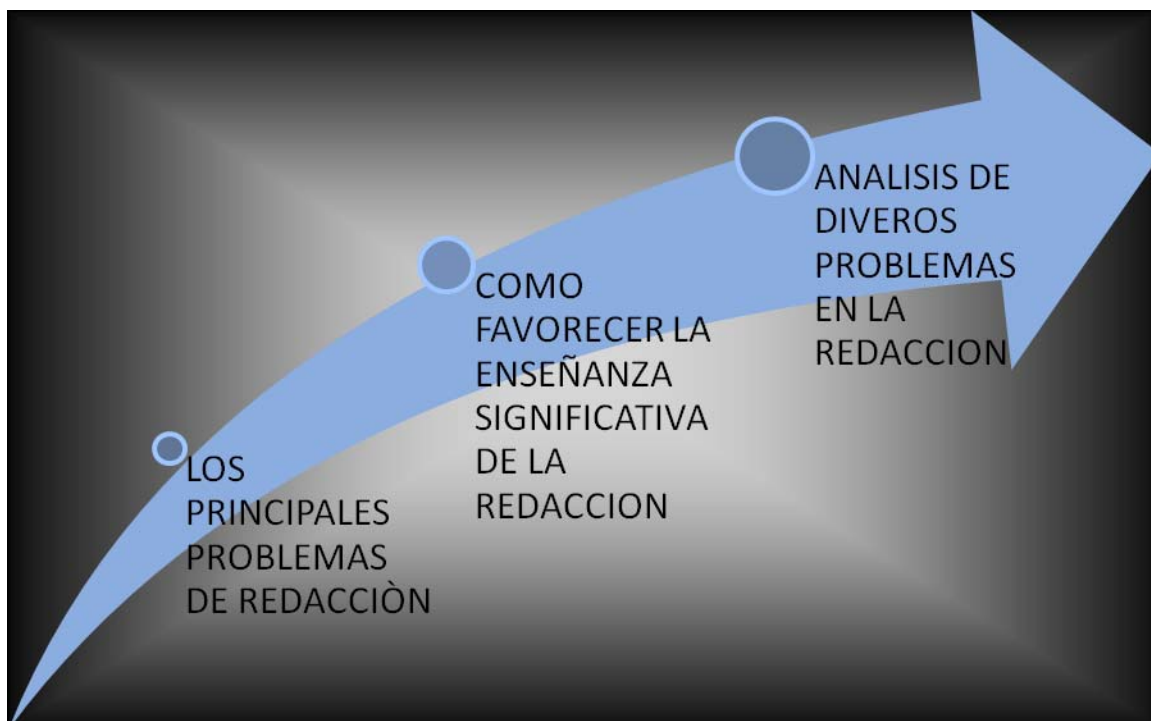 LOS
PRINCIPALES
PROBLEMAS
DE REDACCIÒN
COMO
FAVORECER LA
ENSEÑANZA
SIGNIFICATIVA
DE LA
REDACCION
ANALISIS DE
DIVEROS
PROBLEMAS
EN LA
REDACCION